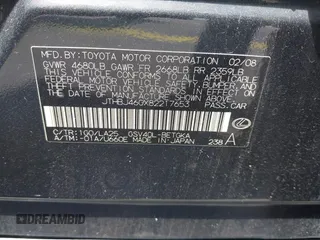 MFD. BY: TOYOTA MOTOR CORPORATION 02/08
GVWR 4680LB GAWR FR 2668LB RR 2359LB
THIS VEHICLE CONFORMS TO ALL APPLICABLE
FEDERAL MOTOR VEHICLE SAFETY, BUMPER, AND
THEFT PREVENTION STANDARDS IN EFFECT ON
THE DATE OF MANUFACTURE SHOWN ABOVE.
JTHBJ460X82217653 PASS. CAR
C/TR: 1G0/LA25 GSV40L-BETGKA
A/TM: -01A/U660E MADE IN JAPAN 238 A
DREAMBID